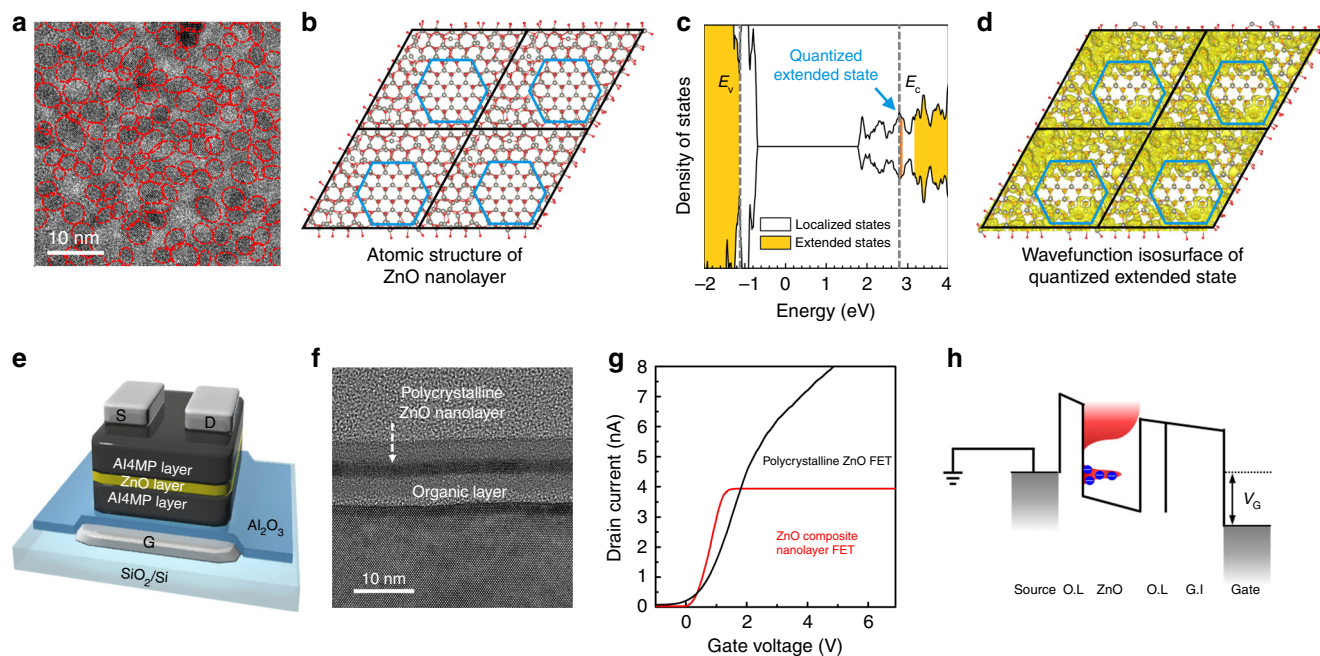 a
10 nm
b
Atomic structure of
ZnO nanolayer
c
Density of states
Quantized
extended state
E_v
E_c
Localized states
Extended states
−2 −1 0 1 2 3 4
Energy (eV)
d
Wavefunction isosurface of
quantized extended state
e
S
D
Al4MP layer
ZnO layer
Al4MP layer
Al₂O₃
G
SiO₂/Si
f
Polycrystalline
ZnO nanolayer
Organic layer
10 nm
g
Drain current (nA)
8
7
6
5
4
3
2
1
0
Polycrystalline ZnO FET
ZnO composite
nanolayer FET
0 2 4 6
Gate voltage (V)
h
V_G
Source O.L ZnO O.L G.I Gate